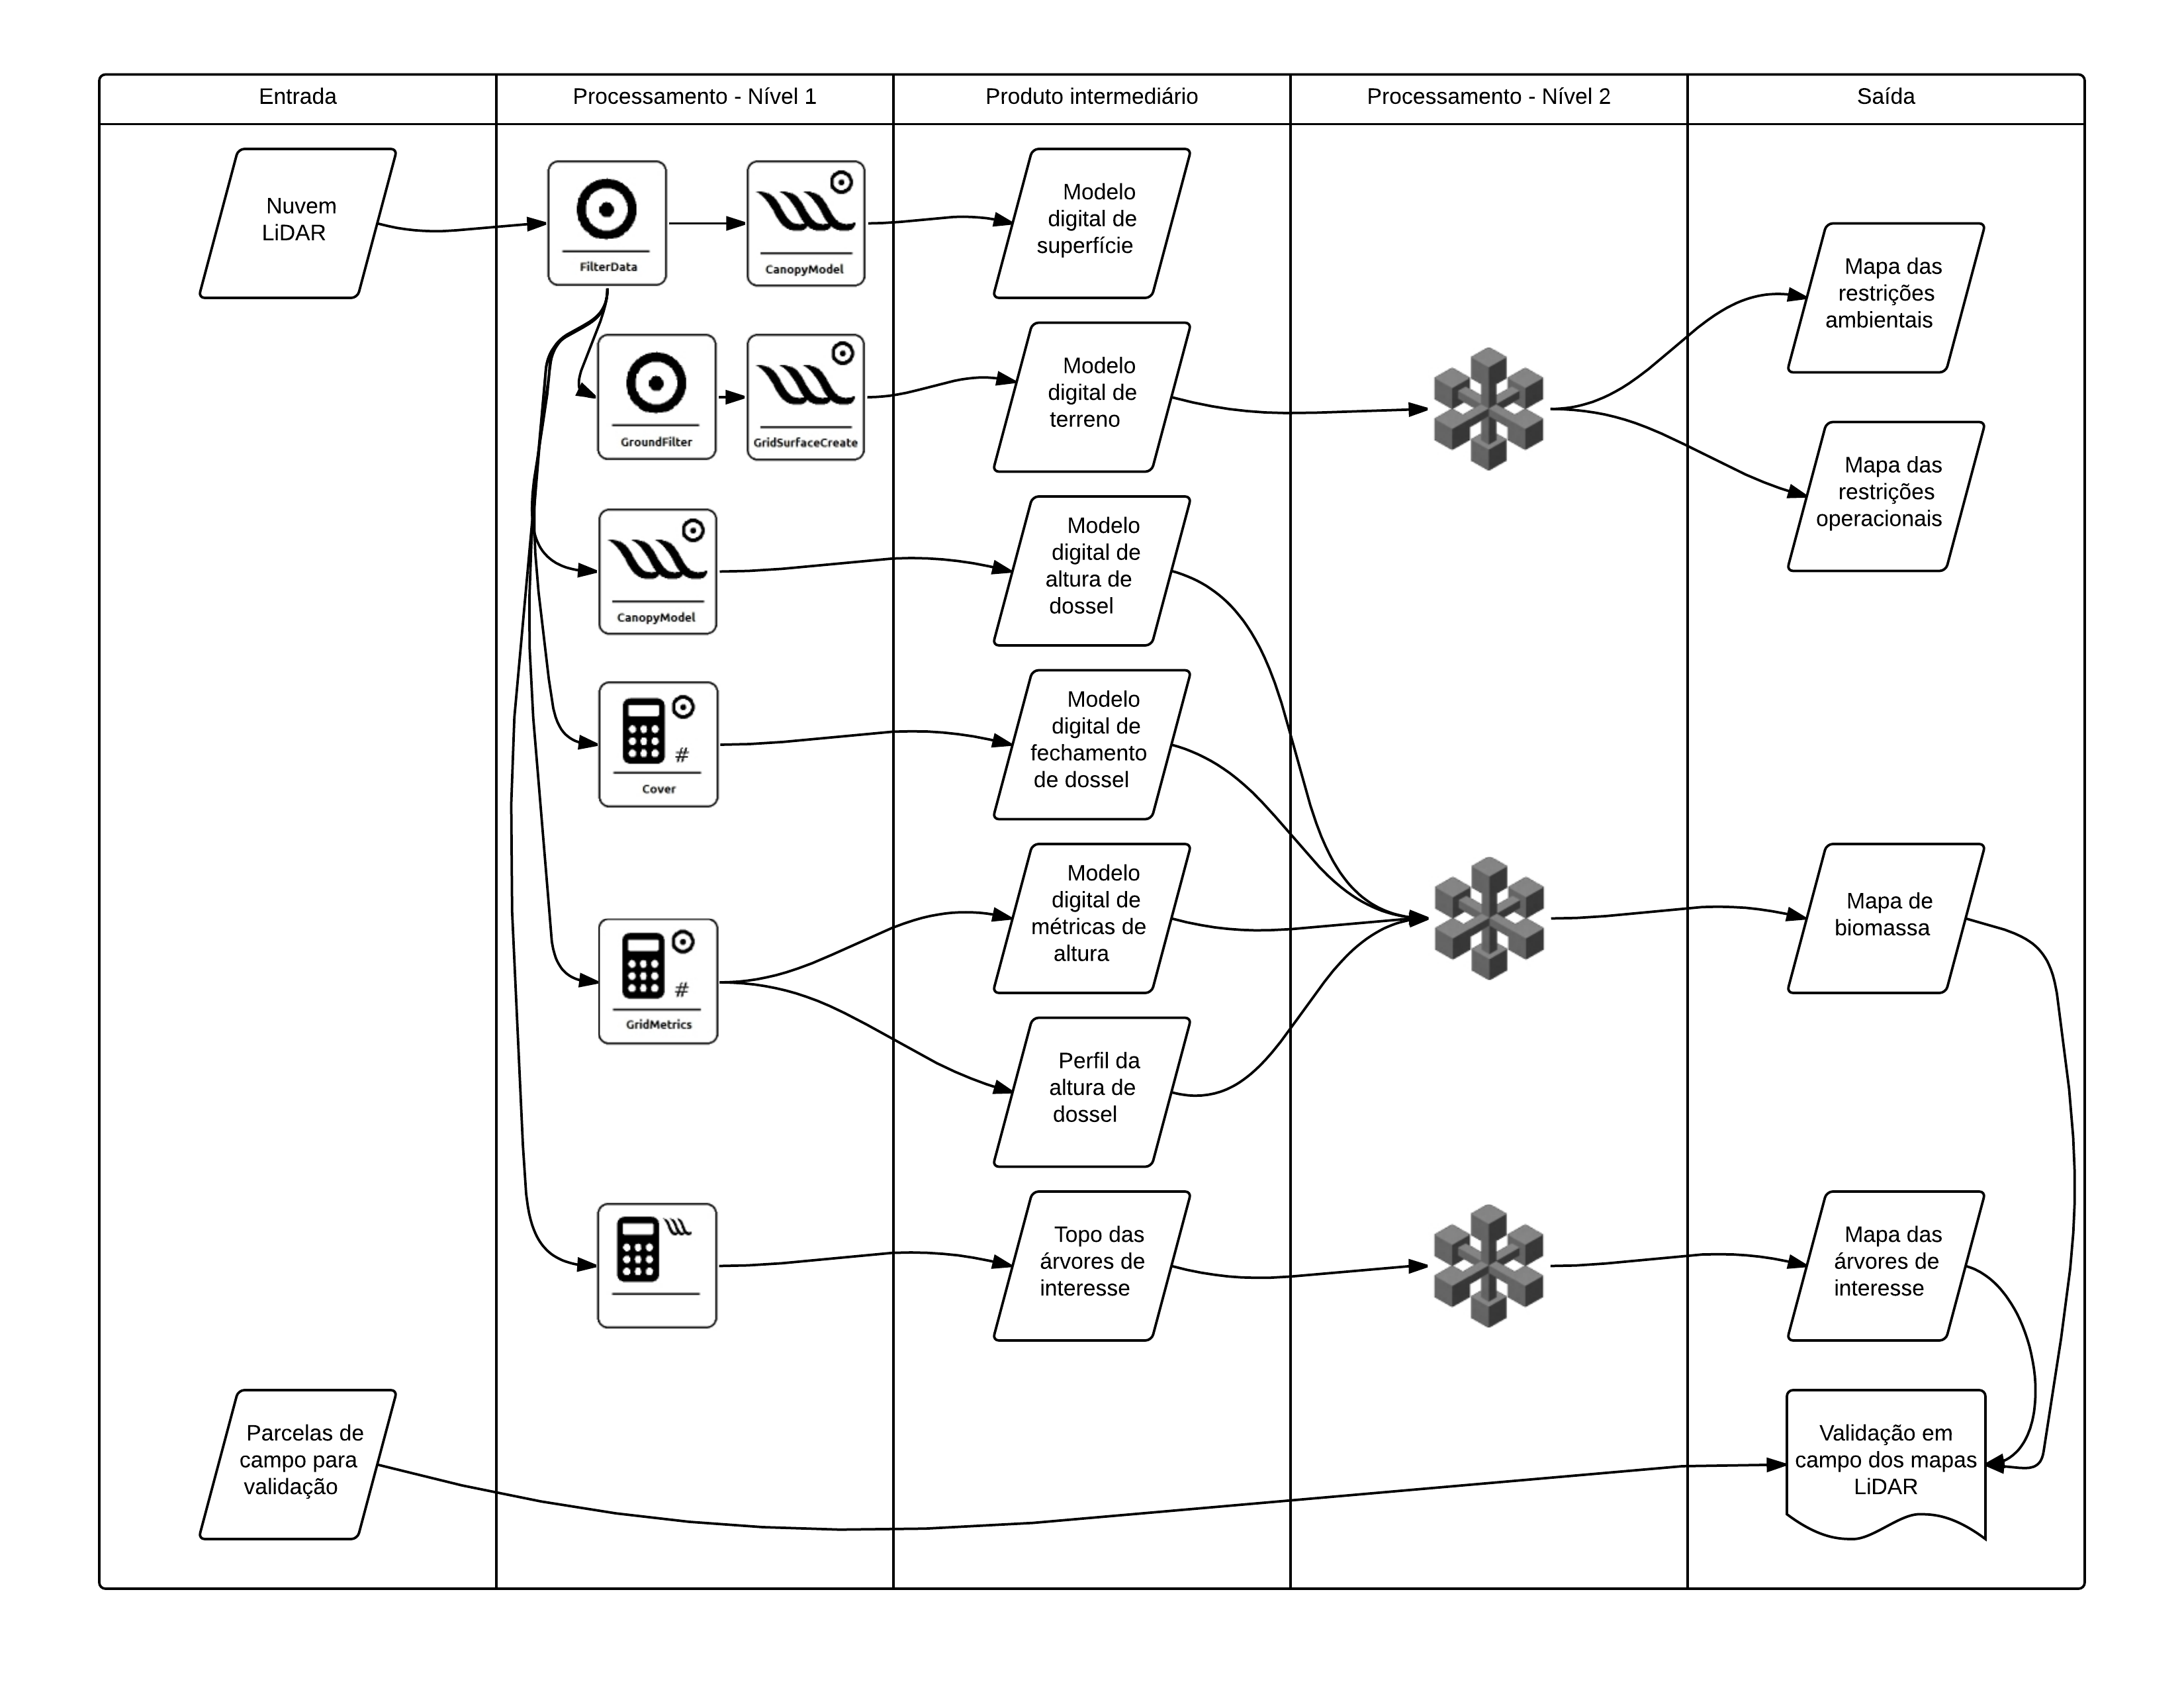 Entrada
Processamento - Nível 1
Produto intermediário
Processamento - Nível 2
Saída
Nuvem
LiDAR
FilterData
CanopyModel
Modelo
digital de
superfície
Mapa das
restrições
ambientais
GroundFilter
GridSurfaceCreate
Modelo
digital de
terreno
Mapa das
restrições
operacionais
CanopyModel
Modelo
digital de
altura de
dossel
#
Cover
Modelo
digital de
fechamento
de dossel
#
GridMetrics
Modelo
digital de
métricas de
altura
Mapa de
biomassa
Perfil da
altura de
dossel
Topo das
árvores de
interesse
Mapa das
árvores de
interesse
Parcelas de
campo para
validação
Validação em
campo dos mapas
LiDAR